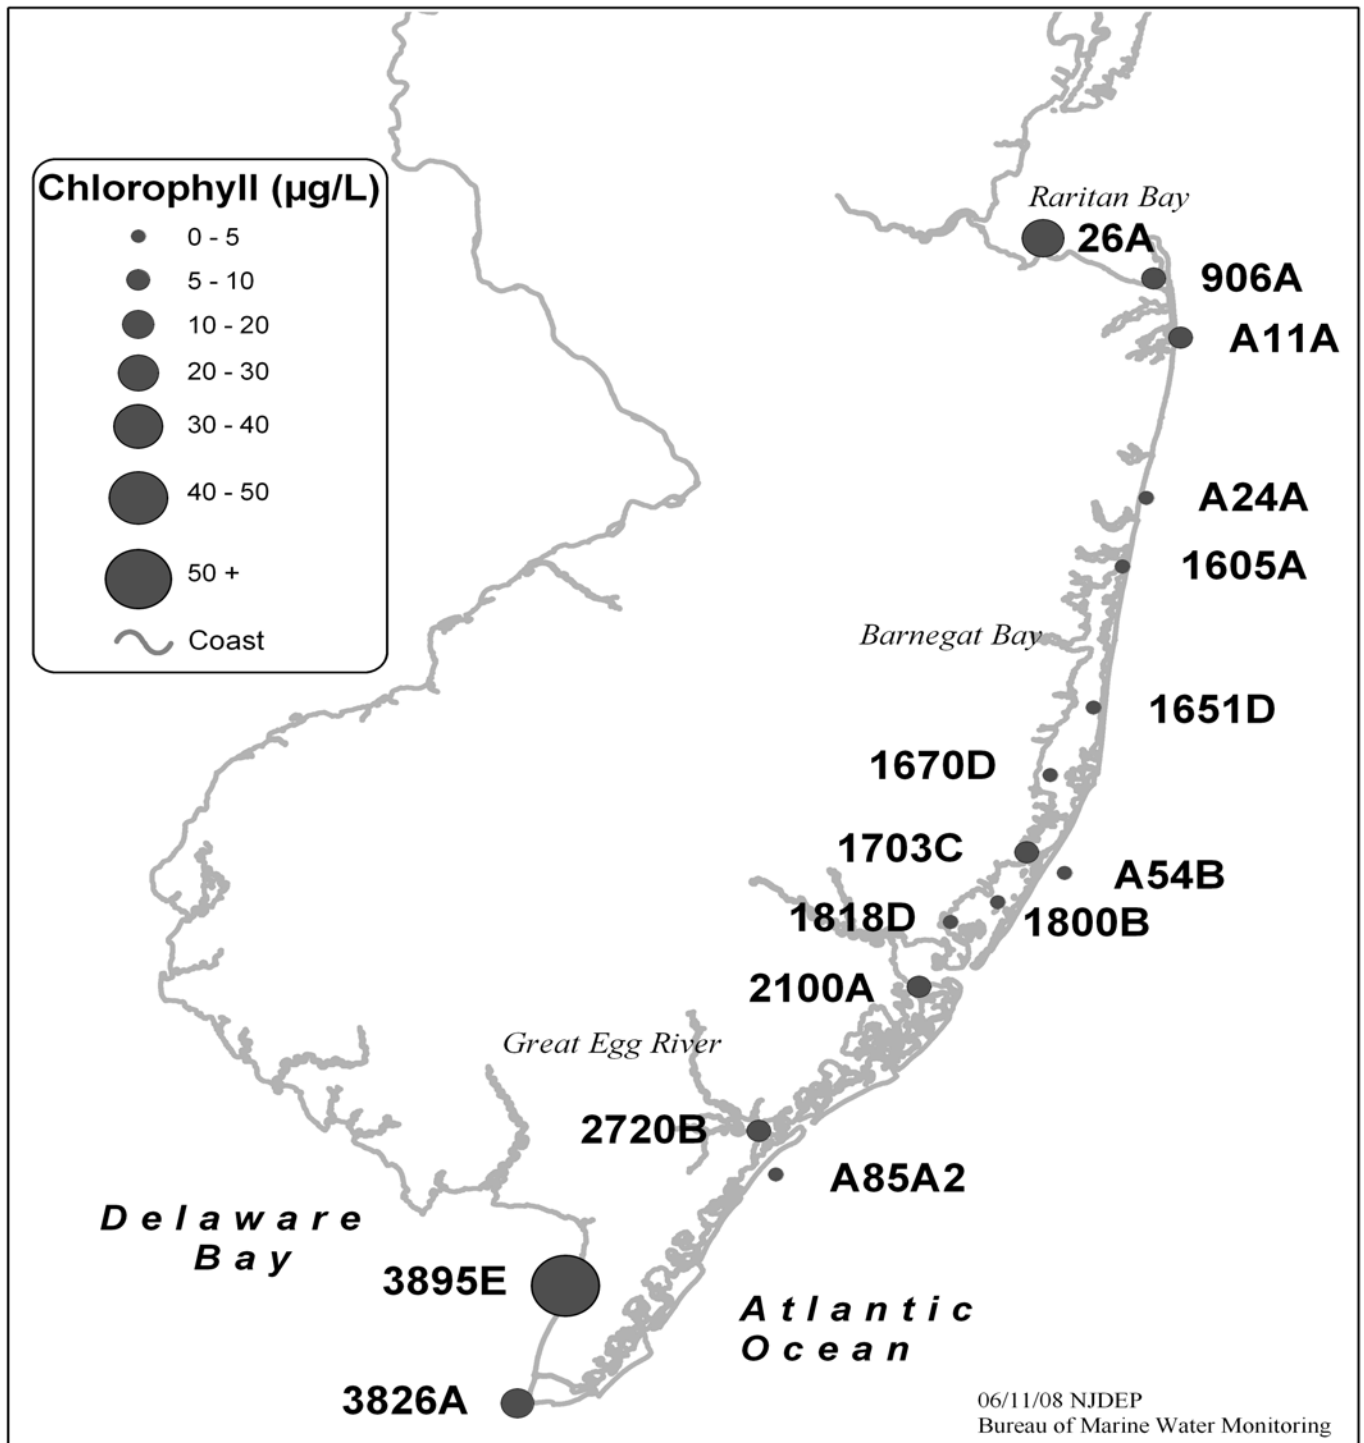 Chlorophyll (µg/L)
0 - 5
5 - 10
10 - 20
20 - 30
30 - 40
40 - 50
50 +
Coast
Raritan Bay
26A
906A
A11A
A24A
1605A
Barnegat Bay
1651D
1670D
1703C
A54B
1818D
1800B
2100A
Great Egg River
2720B
A85A2
Delaware
Bay
3895E
Atlantic
Ocean
3826A
06/11/08 NJDEP
Bureau of Marine Water Monitoring